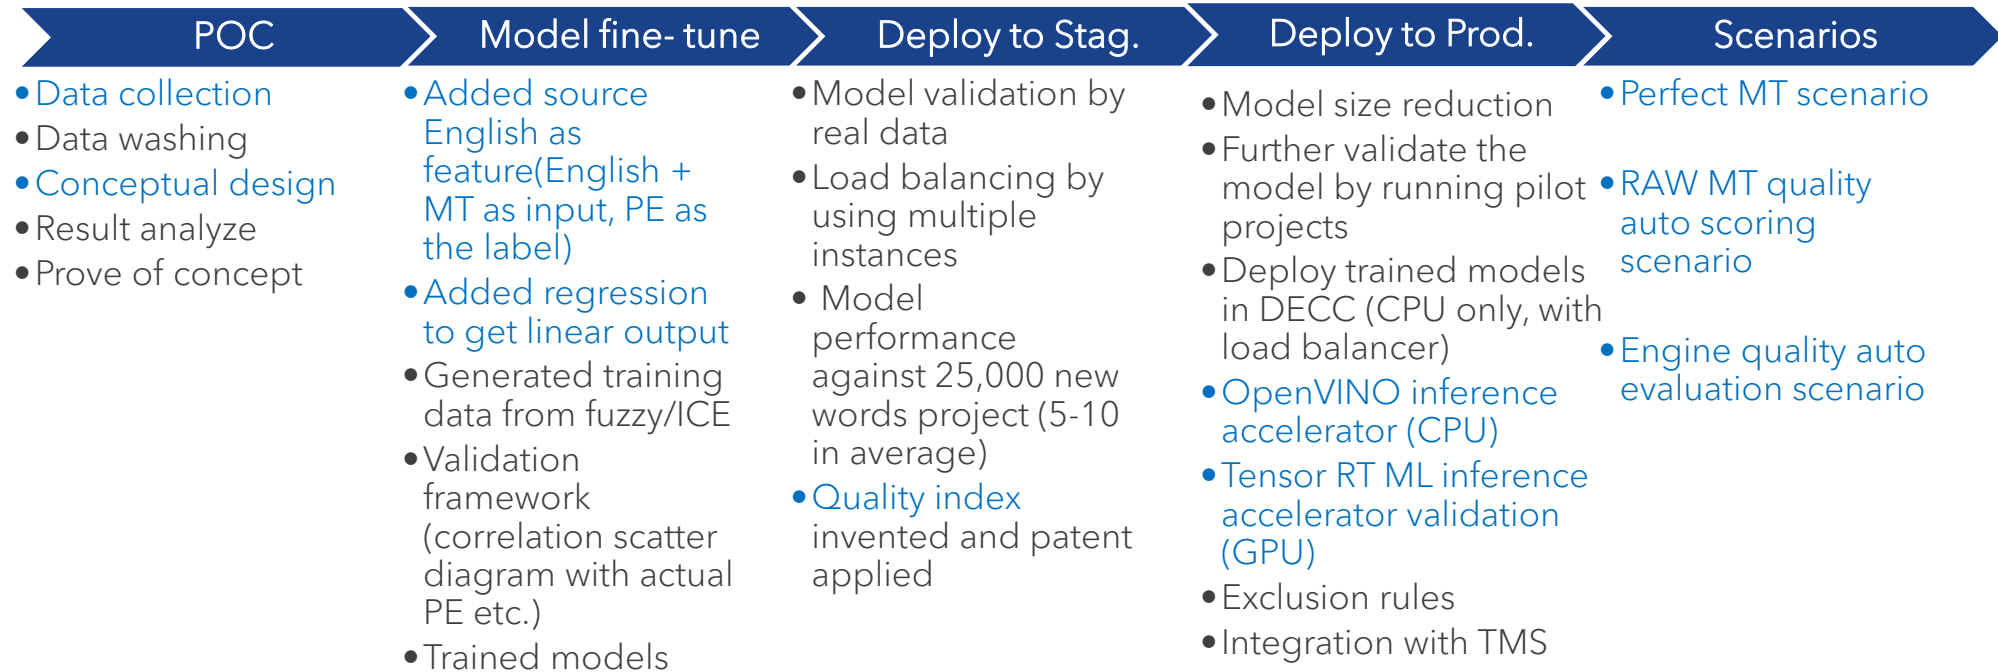 POC
• Data collection
• Data washing
• Conceptual design
• Result analyze
• Prove of concept
Model fine- tune
• Added source
English as
feature(English +
MT as input, PE as
the label)
• Added regression
to get linear output
• Generated training
data from fuzzy/ICE
• Validation
framework
(correlation scatter
diagram with actual
PE etc.)
• Trained models
Deploy to Stag.
• Model validation by
real data
• Load balancing by
using multiple
instances
• Model
performance
against 25,000 new
words project (5-10
in average)
• Quality index
invented and patent
applied
Deploy to Prod.
• Model size reduction
• Further validate the
model by running pilot
projects
• Deploy trained models
in DECC (CPU only, with
load balancer)
• OpenVINO inference
accelerator (CPU)
• Tensor RT ML inference
accelerator validation
(GPU)
• Exclusion rules
• Integration with TMS
Scenarios
• Perfect MT scenario
• RAW MT quality
auto scoring
scenario
• Engine quality auto
evaluation scenario